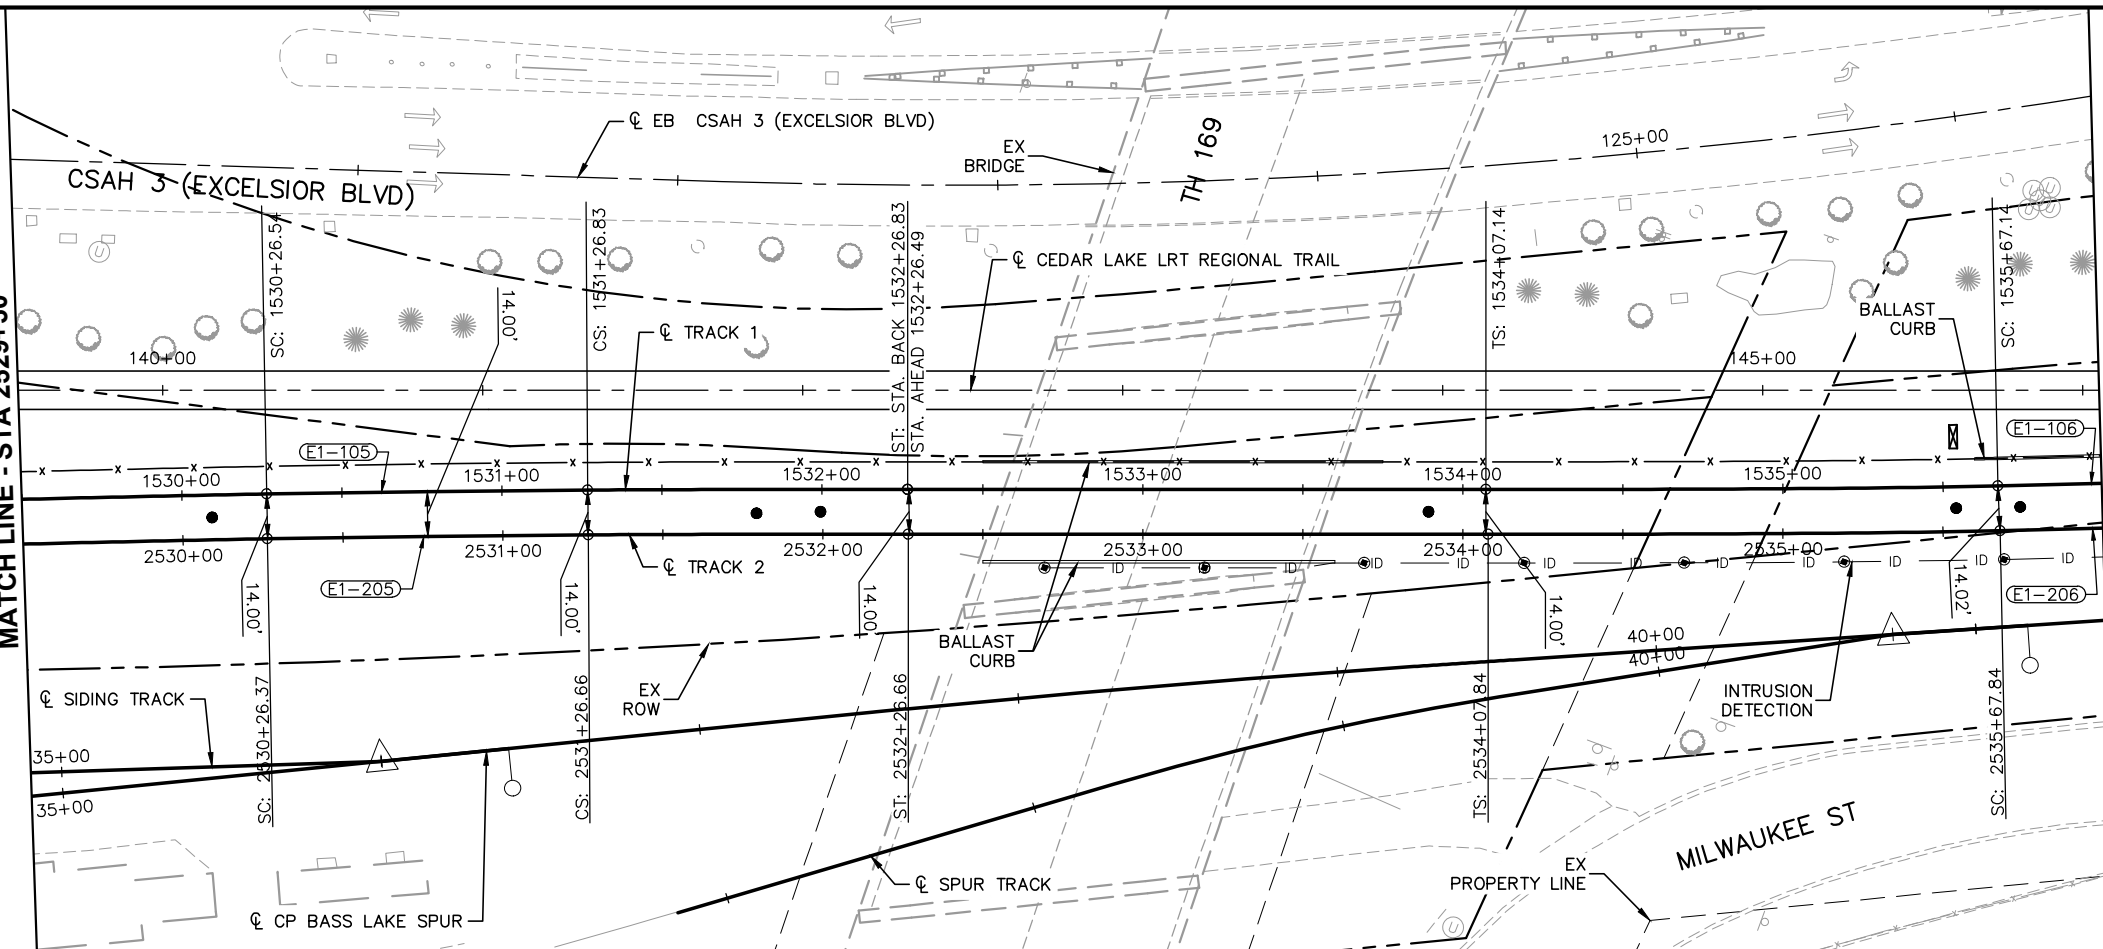 ℄ EB CSAH 3 (EXCELSIOR BLVD)
EX
BRIDGE
TH 169
125+00
CSAH 3 (EXCELSIOR BLVD)
SC: 1530+26.54
CS: 1531+26.83
ST: STA. BACK 1532+26.83
STA. AHEAD 1532+26.49
TS: 1534+07.14
SC: 1535+67.14
℄ CEDAR LAKE LRT REGIONAL TRAIL
14.00'
℄ TRACK 1
BALLAST
CURB
140+00
145+00
E1-105
E1-106
1530+00
1531+00
1532+00
1533+00
1534+00
1535+00
2530+00
2531+00
2532+00
2533+00
2534+00
2535+00
℄ TRACK 2
ID
ID
ID
ID
ID
ID
ID
ID
ID
E1-205
E1-206
14.00'
14.00'
14.00'
14.00'
14.02'
BALLAST
CURB
40+00
40+00
EX
ROW
℄ SIDING TRACK
INTRUSION
DETECTION
SC: 2530+26.37
CS: 2531+26.66
ST: 2532+26.66
TS: 2534+07.84
SC: 2535+67.84
35+00
35+00
MILWAUKEE ST
EX
PROPERTY LINE
℄ SPUR TRACK
℄ CP BASS LAKE SPUR
MATCH LINE - STA